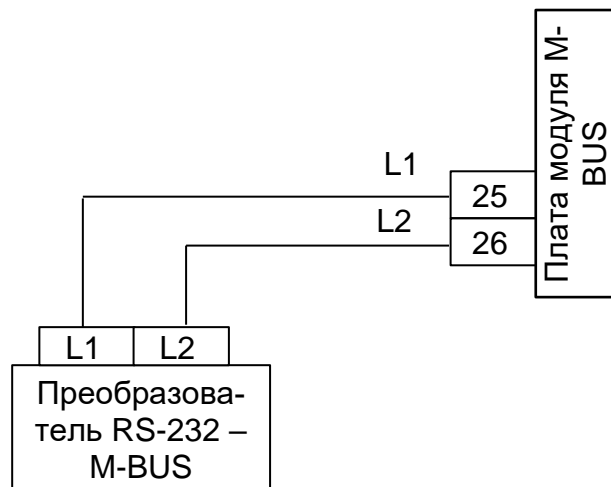 Плата модуля M-
BUS
L1
25
L2
26
L1
L2
Преобразова-
тель RS-232 –
M-BUS